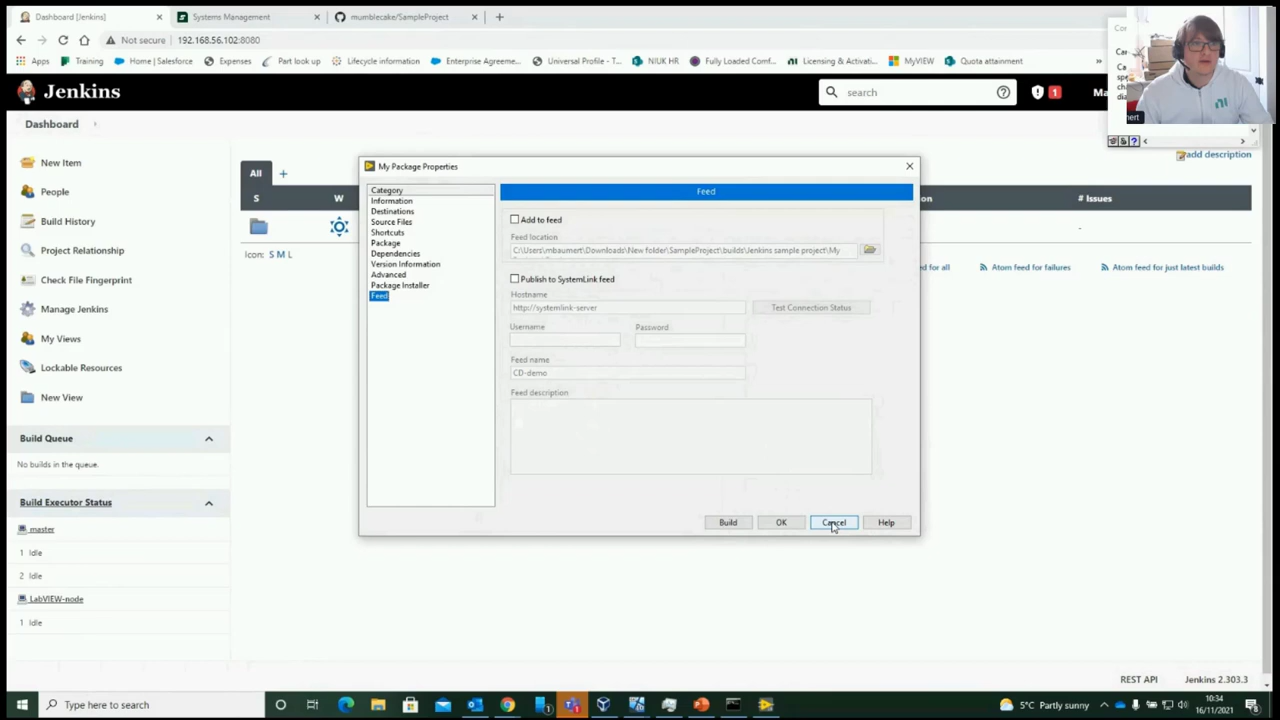 Dashboard [Jenkins]
Systems Management
mumblecake/SampleProject
Not secure
192.168.56.102:8080
Apps
Training
Home | Salesforce
Expenses
Part look up
Lifecycle information
Enterprise Agreeme...
Universal Profile - T...
NIUK HR
Fully Loaded Comf...
Licensing & Activati...
MyVIEW
Quota attainment
»
Jenkins
search
1
Ma
Dashboard
add description
New Item
People
Build History
Project Relationship
Check File Fingerprint
Manage Jenkins
My Views
Lockable Resources
New View
Build Queue
No builds in the queue.
Build Executor Status
master
1 Idle
2 Idle
LabVIEW-node
1 Idle
All
+
S
W
# Issues
-
Icon: S M L
Atom feed for failures
Atom feed for just latest builds
My Package Properties
Category
Information
Destinations
Source Files
Shortcuts
Package
Dependencies
Version Information
Advanced
Package Installer
Feed
Feed
Add to feed
Feed location
C:\Users\mbaumert\Downloads\New folder\SampleProject\builds\Jenkins sample project\My
Publish to SystemLink feed
Hostname
http://systemlink-server
Test Connection Status
Username
Password
Feed name
CD-demo
Feed description
Build
OK
Cancel
Help
REST API
Jenkins 2.303.3
Type here to search
5°C Partly sunny
10:34
16/11/2021